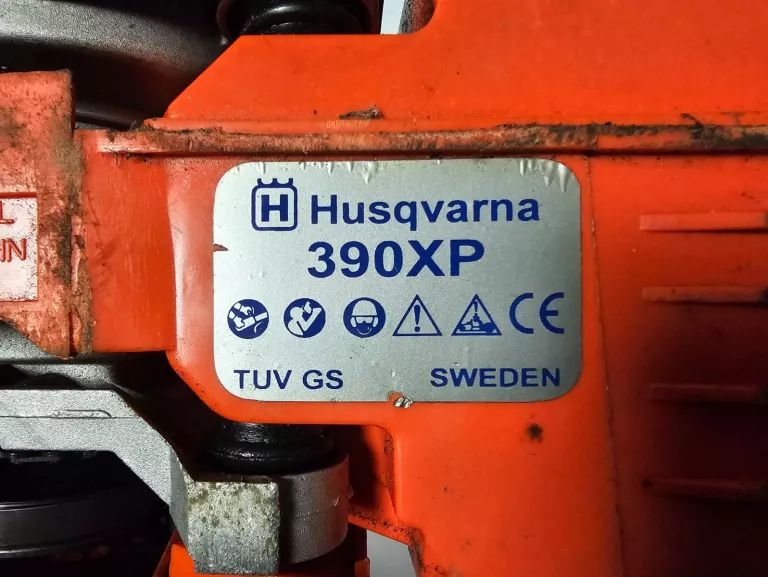 Husqvarna
390XP
CE
TUV GS
SWEDEN